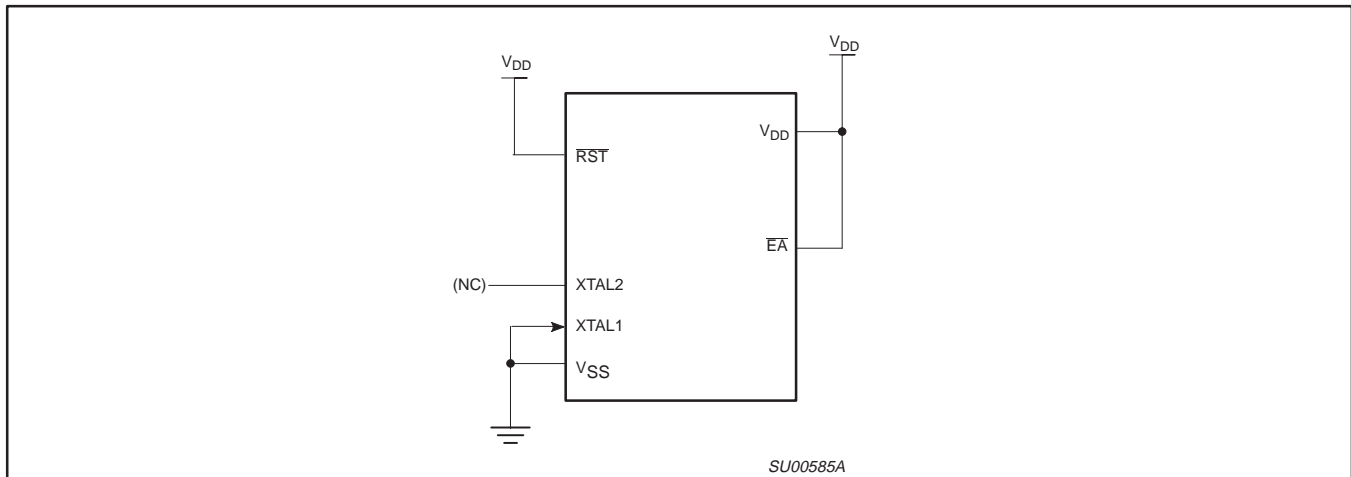 VDD
VDD
VDD
RST
EA
(NC)
XTAL2
XTAL1
VSS
SU00585A